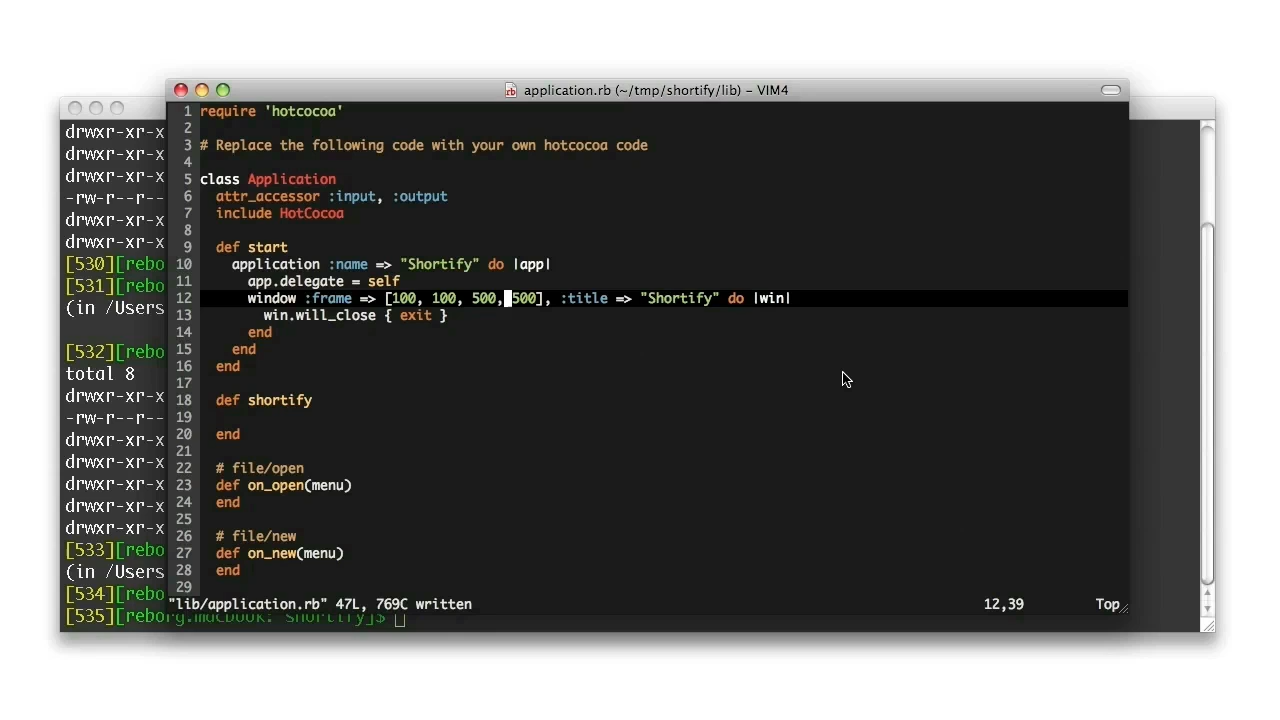 application.rb (~/tmp/shortify/lib) – VIM4
1 require 'hotcocoa'
2
3 # Replace the following code with your own hotcocoa code
4
5 class Application
6   attr_accessor :input, :output
7   include HotCocoa
8
9   def start
10     application :name => "Shortify" do |app|
11       app.delegate = self
12       window :frame => [100, 100, 500, 500], :title => "Shortify" do |win|
13         win.will_close { exit }
14       end
15     end
16   end
17
18   def shortify
19
20   end
21
22   # file/open
23   def on_open(menu)
24   end
25
26   # file/new
27   def on_new(menu)
28   end
29
"lib/application.rb" 47L, 769C written 12,39 Top
drwxr-xr-x
drwxr-xr-x
drwxr-xr-x
-rw-r--r--
drwxr-xr-x
drwxr-xr-x
[530][rebo
[531][rebo
(in /Users
[532][rebo
total 8
drwxr-xr-x
-rw-r--r--
drwxr-xr-x
drwxr-xr-x
drwxr-xr-x
drwxr-xr-x
drwxr-xr-x
[533][rebo
(in /Users
[534][rebo
[535][reborg.macbook: shortify]$